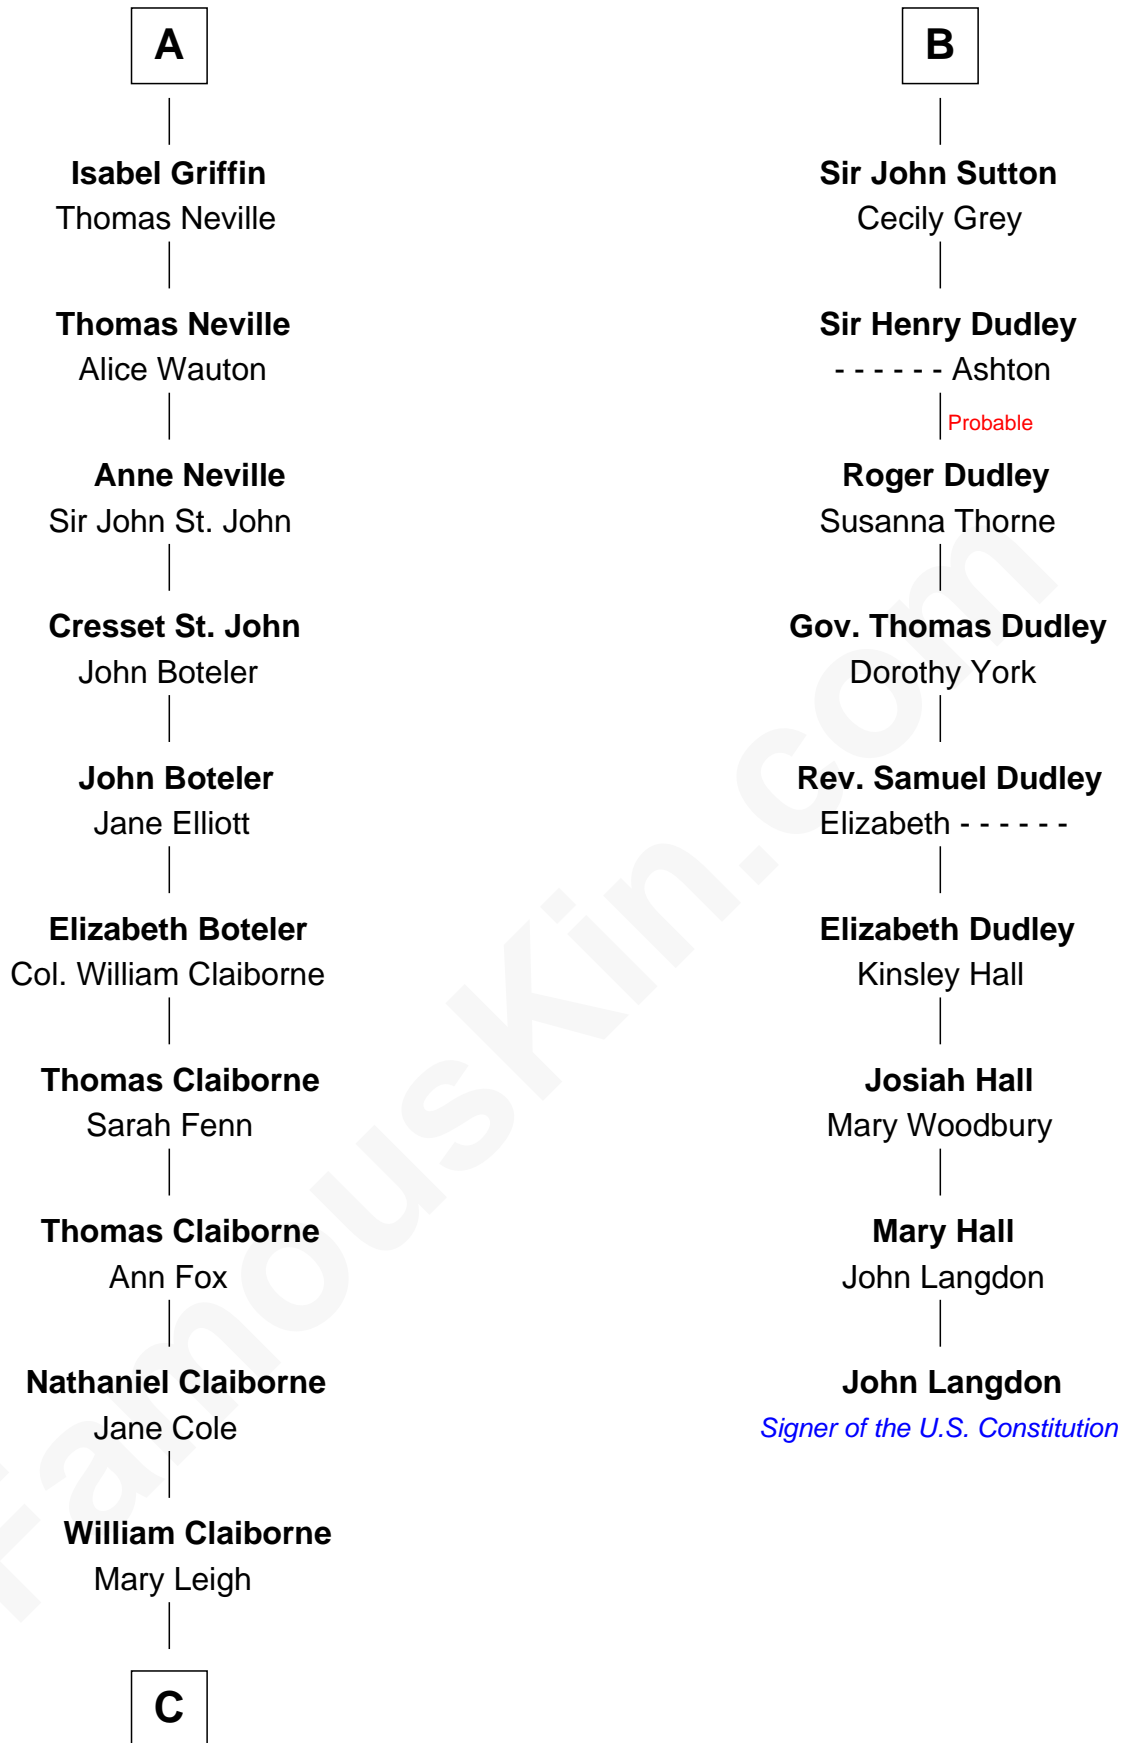 A
Isabel Griffin
Thomas Neville
Thomas Neville
Alice Wauton
Anne Neville
Sir John St. John
Cresset St. John
John Boteler
John Boteler
Jane Elliott
Elizabeth Boteler
Col. William Claiborne
Thomas Claiborne
Sarah Fenn
Thomas Claiborne
Ann Fox
Nathaniel Claiborne
Jane Cole
William Claiborne
Mary Leigh
C
B
Sir John Sutton
Cecily Grey
Sir Henry Dudley
- - - - - - Ashton
Probable
Roger Dudley
Susanna Thorne
Gov. Thomas Dudley
Dorothy York
Rev. Samuel Dudley
Elizabeth - - - - - -
Elizabeth Dudley
Kinsley Hall
Josiah Hall
Mary Woodbury
Mary Hall
John Langdon
John Langdon
Signer of the U.S. Constitution
FamousKin.com